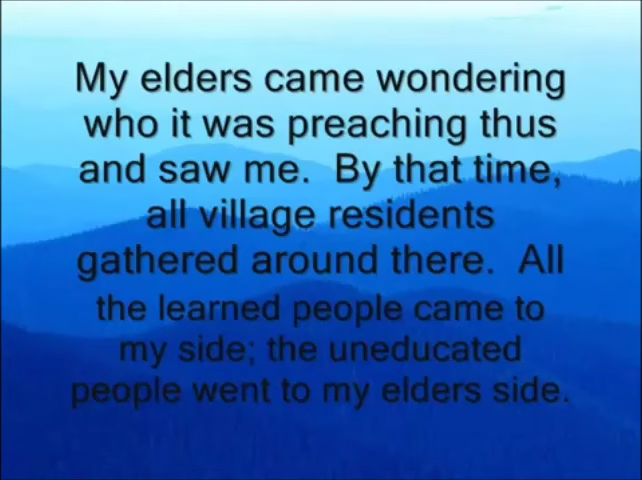 My elders came wondering
who it was preaching thus
and saw me.  By that time,
all village residents
gathered around there.  All
the learned people came to
my side; the uneducated
people went to my elders side.